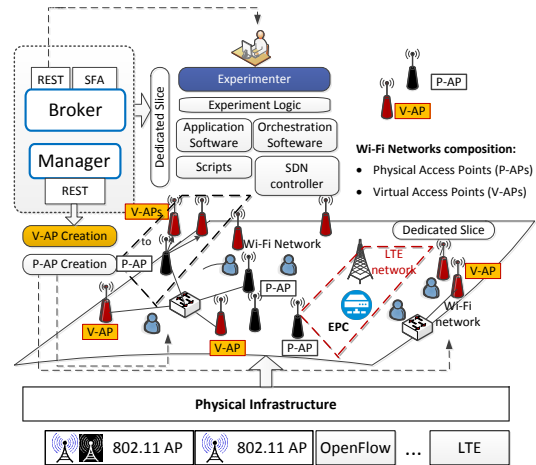 REST
SFA
Broker
Manager
REST
Dedicated Slice
Experimenter
Experiment Logic
Application
Software
Orchestration
Softeware
Scripts
SDN
controller
P-AP
V-AP
Wi-Fi Networks composition:
• Physical Access Points (P-APs)
• Virtual Access Points (V-APs)
V-AP Creation
P-AP Creation
V-APs
to
P-AP
Wi-Fi Network
P-AP
V-AP
V-AP
P-AP
LTE
network
EPC
Dedicated Slice
V-AP
Wi-Fi
network
Physical Infrastructure
802.11 AP
802.11 AP
OpenFlow
...
LTE